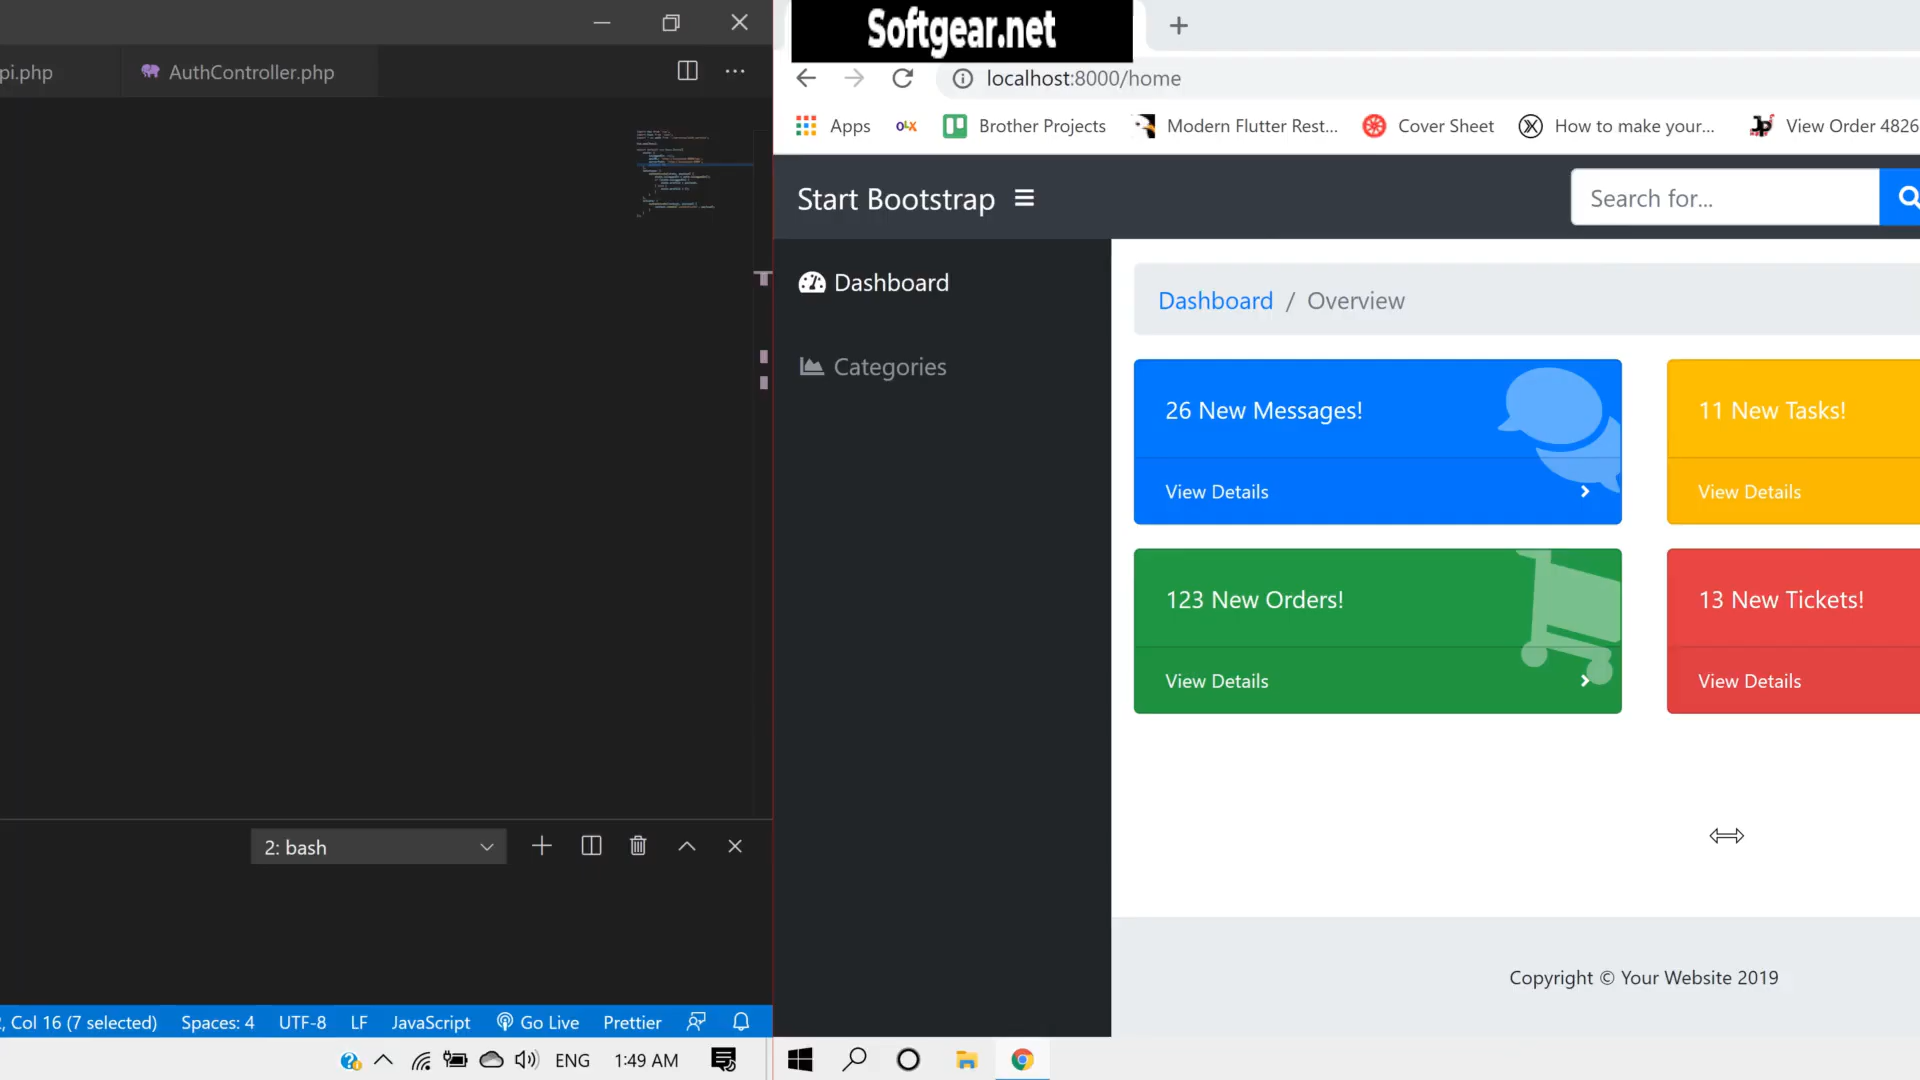 pi.php
AuthController.php
2: bash
, Col 16 (7 selected)
Spaces: 4
UTF-8
LF
JavaScript
Go Live
Prettier
ENG
1:49 AM
Softgear.net
localhost:8000/home
Apps
OLX
Brother Projects
Modern Flutter Rest...
Cover Sheet
How to make your...
View Order 4826
Start Bootstrap
Search for...
Dashboard
Categories
Dashboard / Overview
26 New Messages!
View Details
11 New Tasks!
View Details
123 New Orders!
View Details
13 New Tickets!
View Details
Copyright © Your Website 2019